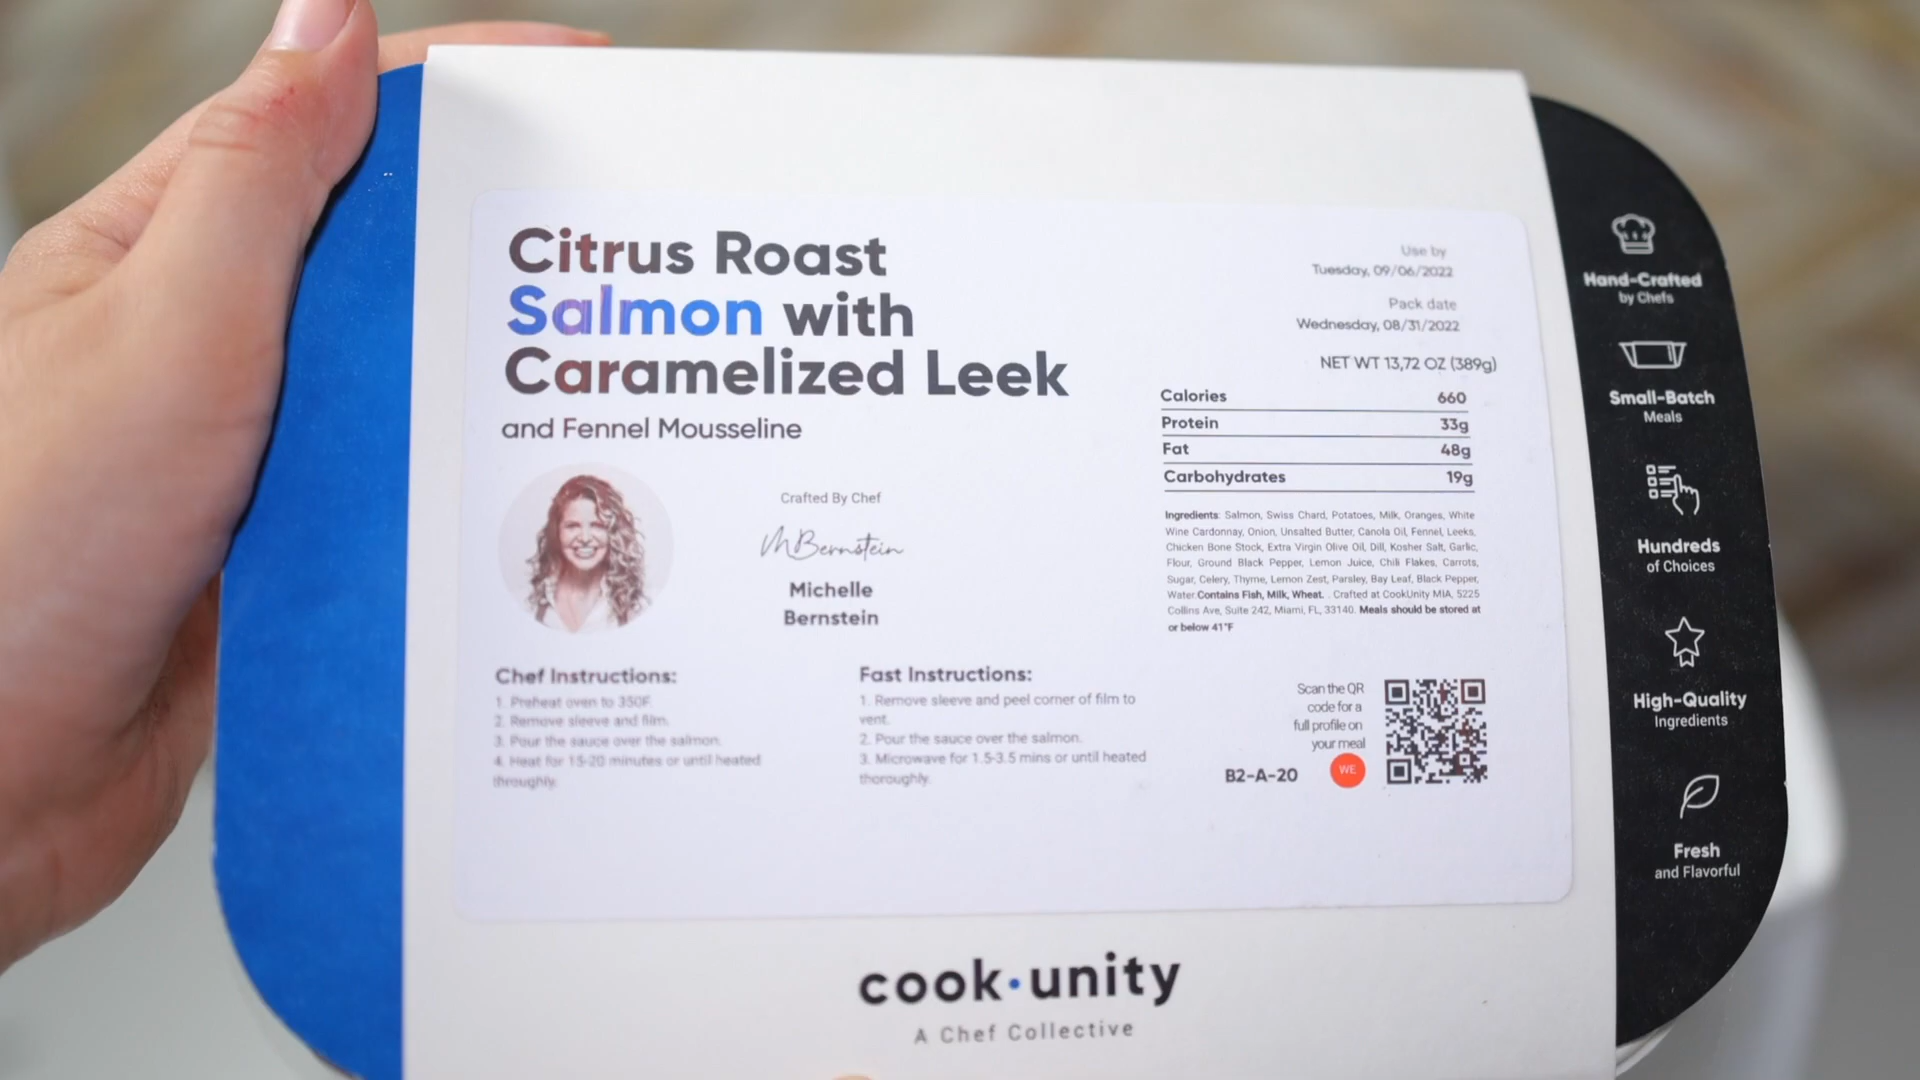 Citrus Roast
Salmon with
Caramelized Leek
and Fennel Mousseline
Crafted By Chef
MBernstein
Michelle
Bernstein
Use by
Tuesday, 09/06/2022
Pack date
Wednesday, 08/31/2022
NET WT 13,72 OZ (389g)
Calories 660
Protein 33g
Fat 48g
Carbohydrates 19g
Ingredients: Salmon, Swiss Chard, Potatoes, Milk, Oranges, White
Wine Cardonnay, Onion, Unsalted Butter, Canola Oil, Fennel, Leeks,
Chicken Bone Stock, Extra Virgin Olive Oil, Dill, Kosher Salt, Garlic,
Flour, Ground Black Pepper, Lemon Juice, Chili Flakes, Carrots,
Sugar, Celery, Thyme, Lemon Zest, Parsley, Bay Leaf, Black Pepper,
Water.Contains Fish, Milk, Wheat. . Crafted at CookUnity MIA, 5225
Collins Ave, Suite 242, Miami, FL, 33140. Meals should be stored at
or below 41°F
Chef Instructions:
1. Preheat oven to 350F.
2. Remove sleeve and film.
3. Pour the sauce over the salmon.
4. Heat for 15-20 minutes or until heated
throughly.
Fast Instructions:
1. Remove sleeve and peel corner of film to
vent.
2. Pour the sauce over the salmon.
3. Microwave for 1.5-3.5 mins or until heated
thoroughly.
Scan the QR
code for a
full profile on
your meal
B2-A-20
WE
cook·unity
A Chef Collective
Hand-Crafted
by Chefs
Small-Batch
Meals
Hundreds
of Choices
High-Quality
Ingredients
Fresh
and Flavorful